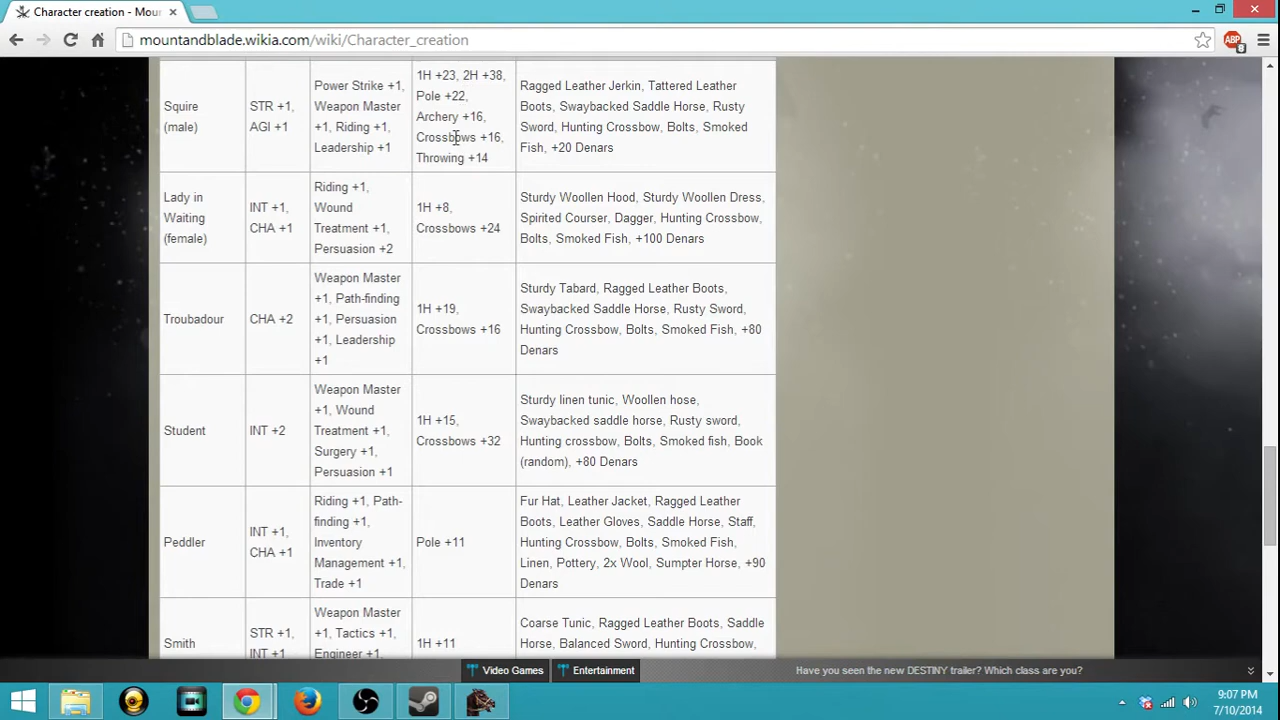 Character creation - Mou
mountandblade.wikia.com/wiki/Character_creation
ABP
8
Squire
(male)
STR +1,
AGI +1
Power Strike +1,
Weapon Master
+1, Riding +1,
Leadership +1
1H +23, 2H +38,
Pole +22,
Archery +16,
Crossbows +16,
Throwing +14
Ragged Leather Jerkin, Tattered Leather
Boots, Swaybacked Saddle Horse, Rusty
Sword, Hunting Crossbow, Bolts, Smoked
Fish, +20 Denars
Lady in
Waiting
(female)
INT +1,
CHA +1
Riding +1,
Wound
Treatment +1,
Persuasion +2
1H +8,
Crossbows +24
Sturdy Woollen Hood, Sturdy Woollen Dress,
Spirited Courser, Dagger, Hunting Crossbow,
Bolts, Smoked Fish, +100 Denars
Troubadour
CHA +2
Weapon Master
+1, Path-finding
+1, Persuasion
+1, Leadership
+1
1H +19,
Crossbows +16
Sturdy Tabard, Ragged Leather Boots,
Swaybacked Saddle Horse, Rusty Sword,
Hunting Crossbow, Bolts, Smoked Fish, +80
Denars
Student
INT +2
Weapon Master
+1, Wound
Treatment +1,
Surgery +1,
Persuasion +1
1H +15,
Crossbows +32
Sturdy linen tunic, Woollen hose,
Swaybacked saddle horse, Rusty sword,
Hunting crossbow, Bolts, Smoked fish, Book
(random), +80 Denars
Peddler
INT +1,
CHA +1
Riding +1, Path-
finding +1,
Inventory
Management +1,
Trade +1
Pole +11
Fur Hat, Leather Jacket, Ragged Leather
Boots, Leather Gloves, Saddle Horse, Staff,
Hunting Crossbow, Bolts, Smoked Fish,
Linen, Pottery, 2x Wool, Sumpter Horse, +90
Denars
Smith
STR +1,
INT +1
Weapon Master
+1, Tactics +1,
Engineer +1,
1H +11
Coarse Tunic, Ragged Leather Boots, Saddle
Horse, Balanced Sword, Hunting Crossbow,
Video Games
Entertainment
Have you seen the new DESTINY trailer? Which class are you?
9:07 PM
7/10/2014